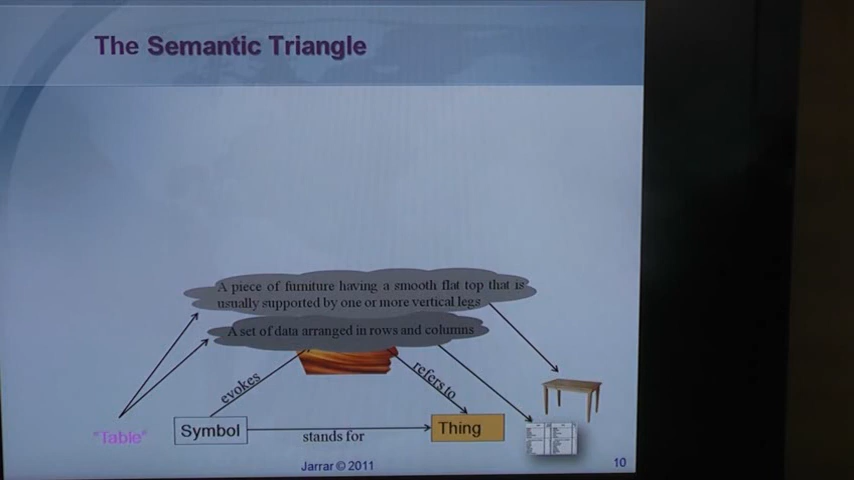 The Semantic Triangle
A piece of furniture having a smooth flat top that is
usually supported by one or more vertical legs
A set of data arranged in rows and columns
evokes
refers to
"Table"
Symbol
stands for
Thing
Jarrar © 2011
10